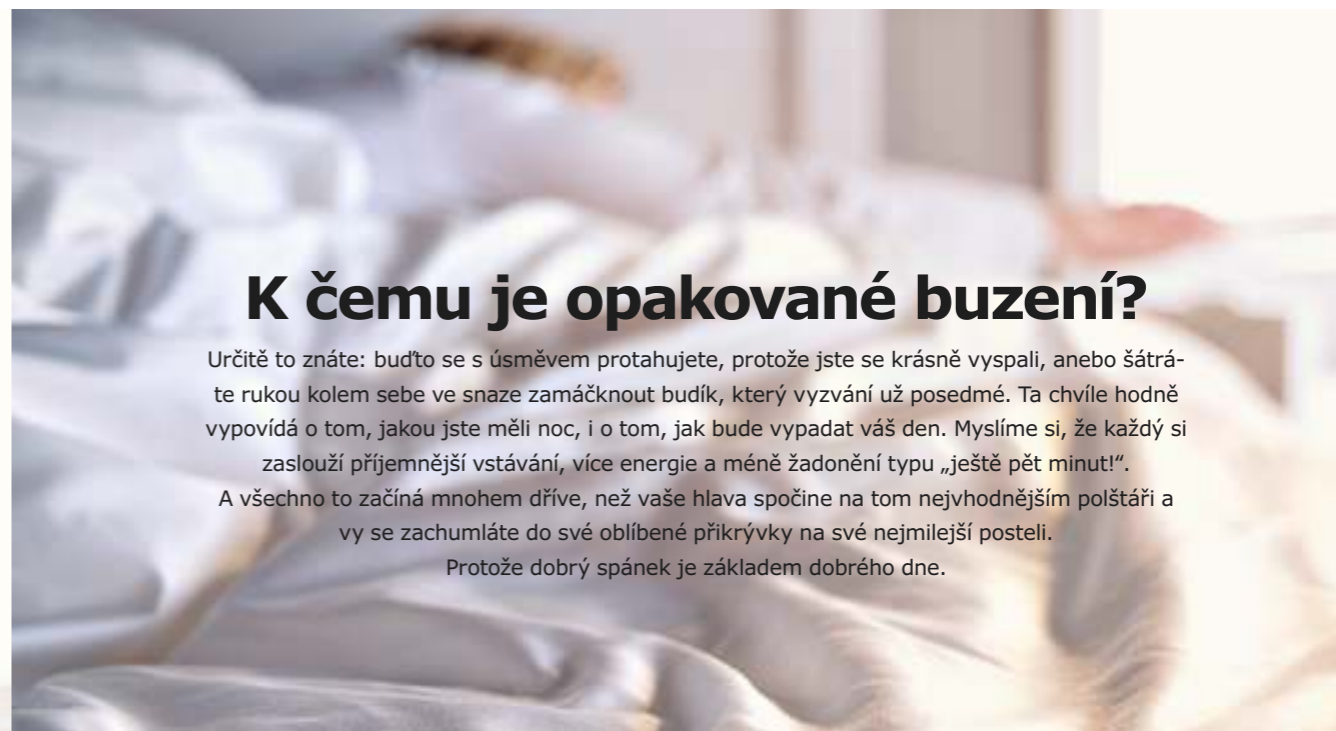 K čemu je opakované buzení?
Určitě to znáte: buďto se s úsměvem protahujete, protože jste se krásně vyspali, anebo šátrá-
te rukou kolem sebe ve snaze zamáčknout budík, který vyzvání už posedmé. Ta chvíle hodně
vypovídá o tom, jakou jste měli noc, i o tom, jak bude vypadat váš den. Myslíme si, že každý si
zaslouží příjemnější vstávání, více energie a méně žadonění typu „ještě pět minut!“.
A všechno to začíná mnohem dříve, než vaše hlava spočine na tom nejvhodnějším polštáři a
vy se zachumláte do své oblíbené přikrývky na své nejmilejší posteli.
Protože dobrý spánek je základem dobrého dne.